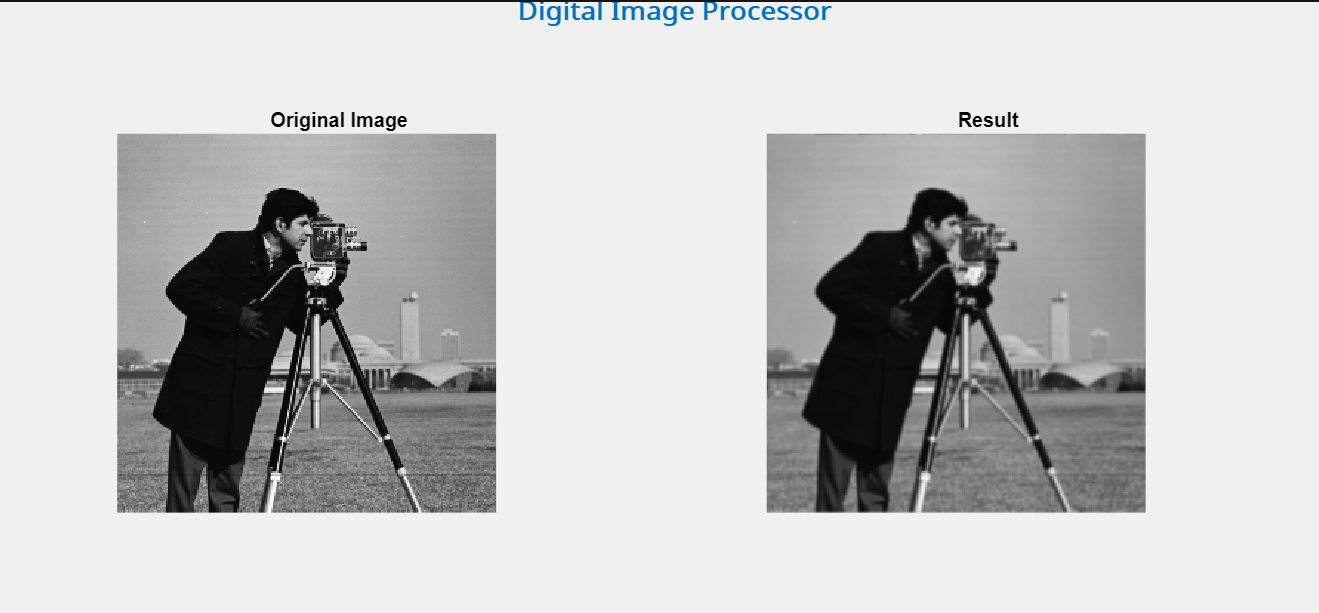 Digital Image Processor
Original Image
Result